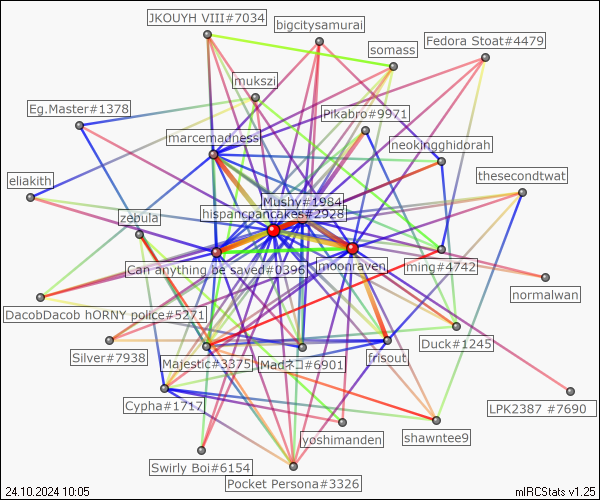 JKOUYH VIII#7034
bigcitysamurai
Fedora Stoat#4479
somass
mukszi
Eg.Master#1378
Pikabro#9971
marcemadness
neokingghidorah
eliakith
thesecondtwat
Mushy#1984
hispancpancakes#2928
zebula
Can anything be saved#0396
moonraven
ming#4742
normalwan
DacobDacob hORNY police#5271
Silver#7938
Majestic#3375
Madネコ#6901
frisout
Duck#1245
Cypha#1717
LPK2387 #7690
yoshimanden
shawntee9
Swirly Boi#6154
Pocket Persona#3326
24.10.2024 10:05
mIRCStats v1.25